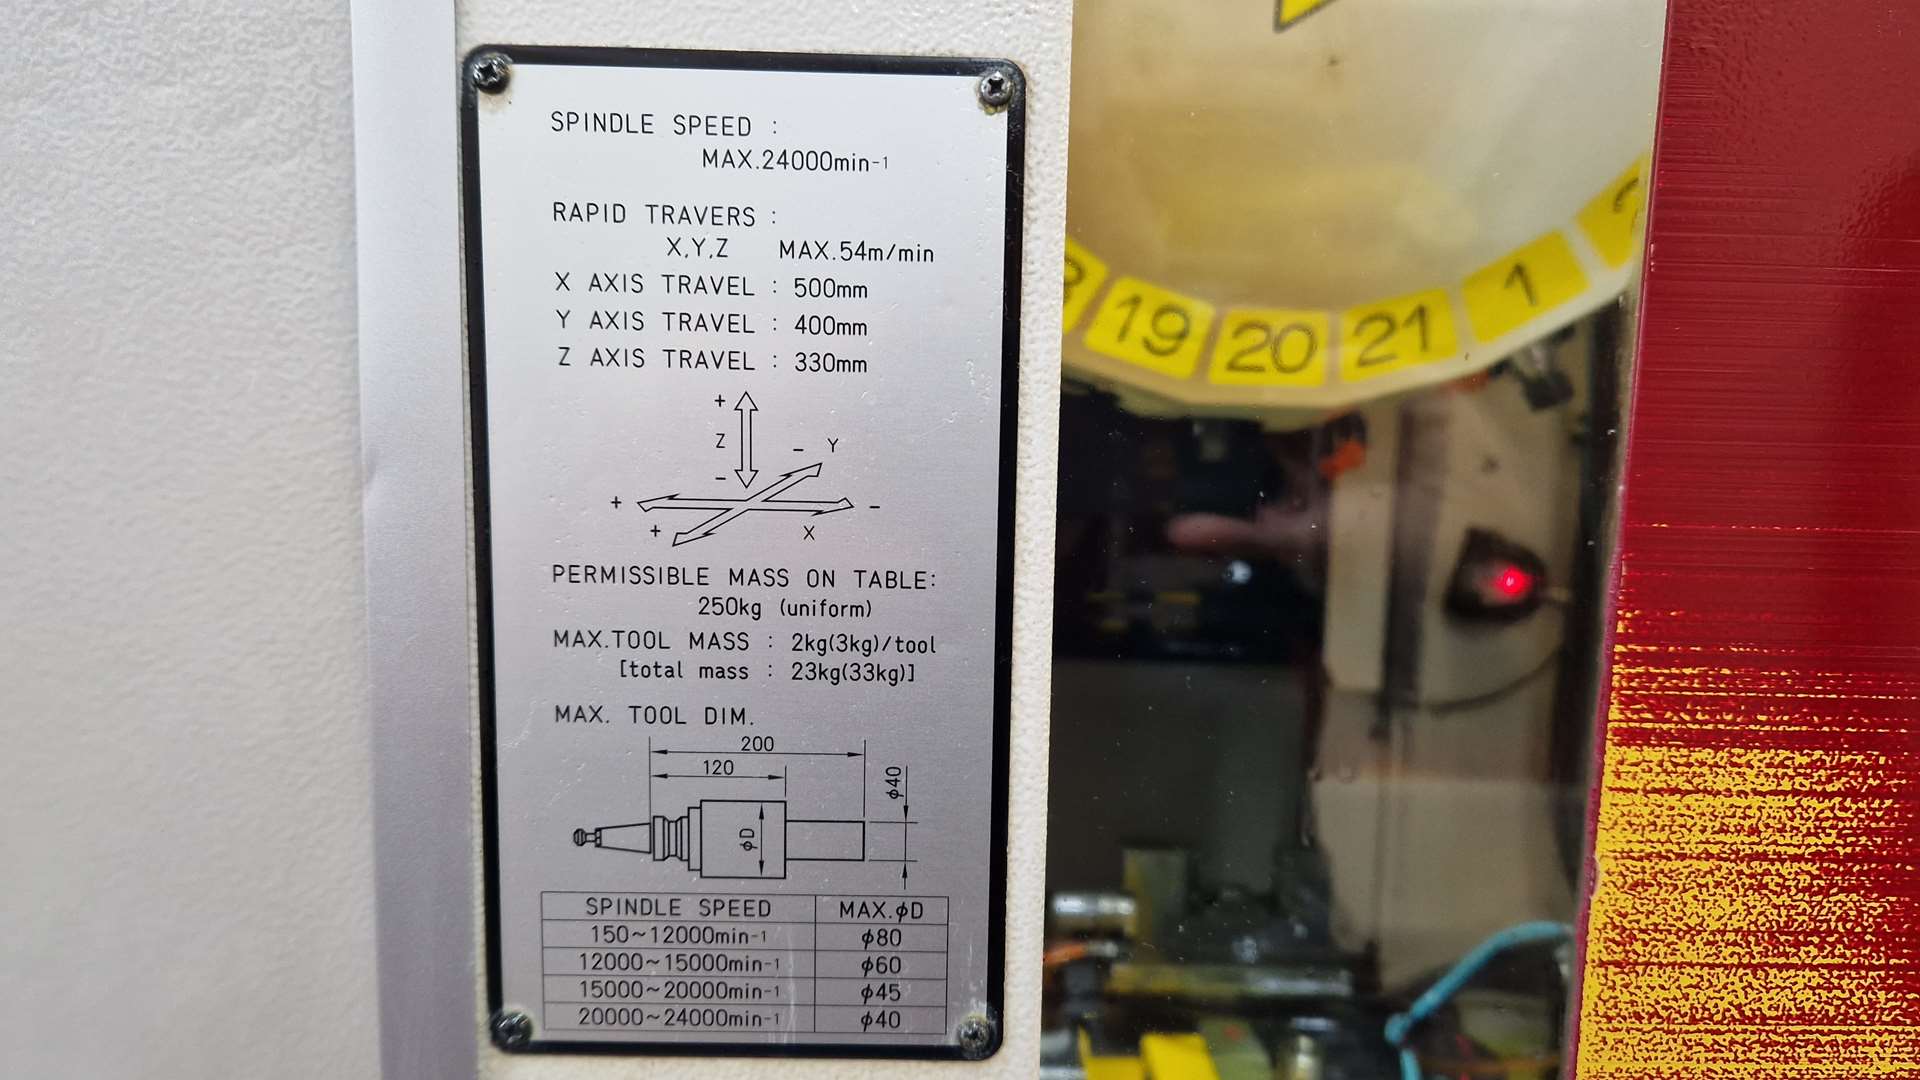 SPINDLE SPEED :
MAX.24000min-1
RAPID TRAVERS :
X,Y,Z MAX.54m/min
X AXIS TRAVEL : 500mm
Y AXIS TRAVEL : 400mm
Z AXIS TRAVEL : 330mm
+
Z
-
- Y
+ -
+ X
PERMISSIBLE MASS ON TABLE:
250kg (uniform)
MAX.TOOL MASS : 2kg(3kg)/tool
[total mass : 23kg(33kg)]
MAX. TOOL DIM.
200
120
ϕ40
ϕD
SPINDLE SPEED MAX.ϕD
150~12000min-1 ϕ80
12000~15000min-1 ϕ60
15000~20000min-1 ϕ45
20000~24000min-1 ϕ40
19 20 21 1